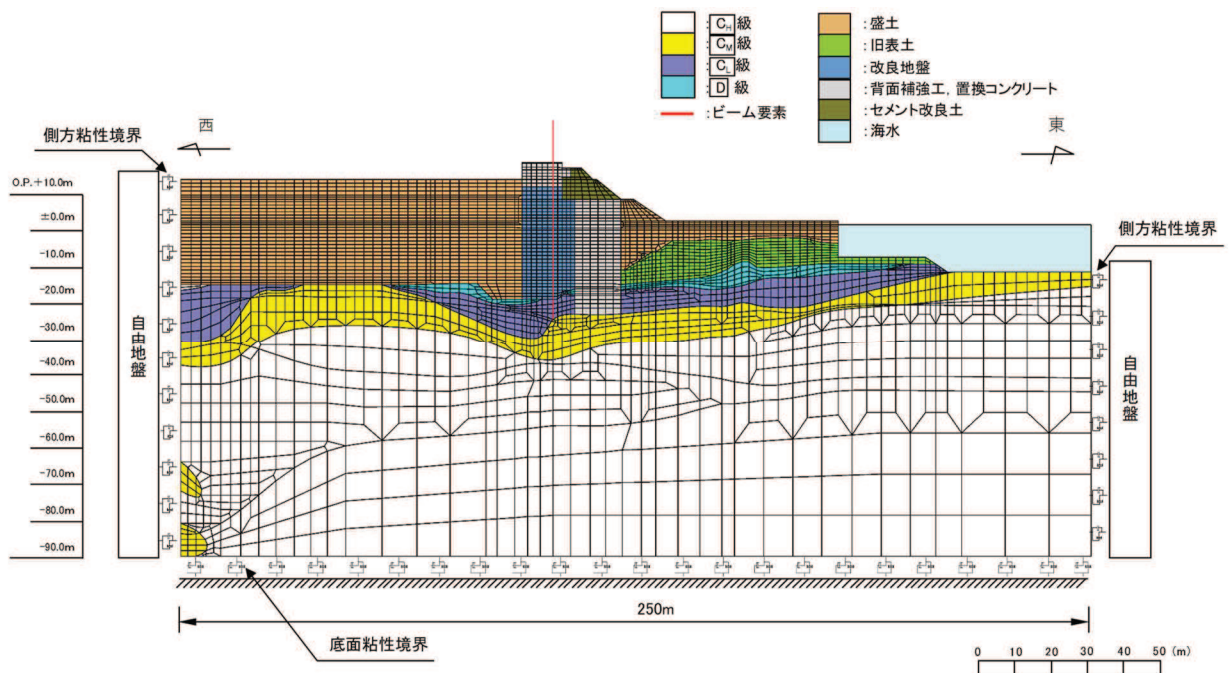 ：CH級
：CM級
：CL級
：D 級
：ビーム要素
：盛土
：旧表土
：改良地盤
：背面補強工，置換コンクリート
：セメント改良土
：海水
側方粘性境界
西
東
O.P.+10.0m
±0.0m
-10.0m
-20.0m
-30.0m
-40.0m
-50.0m
-60.0m
-70.0m
-80.0m
-90.0m
自由地盤
側方粘性境界
自由地盤
250m
底面粘性境界
0 10 20 30 40 50 (m)